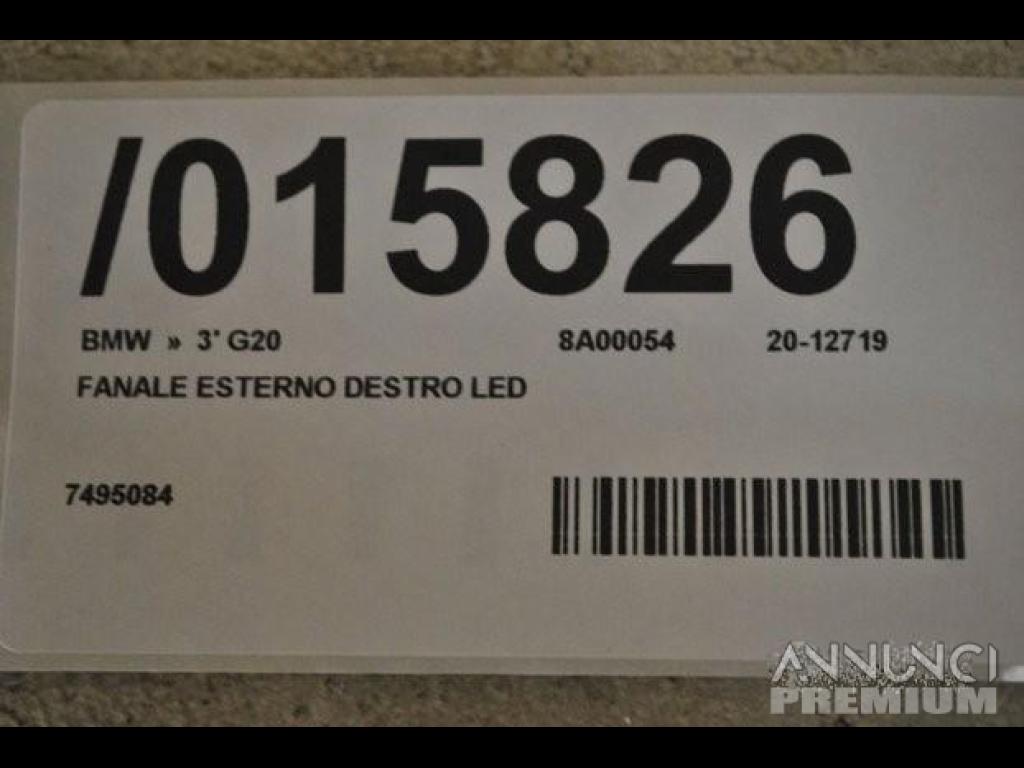 /015826
BMW » 3° G20 8A00054 20-12719
FANALE ESTERNO DESTRO LED
7495084
ANNUNCI
PREMIUM